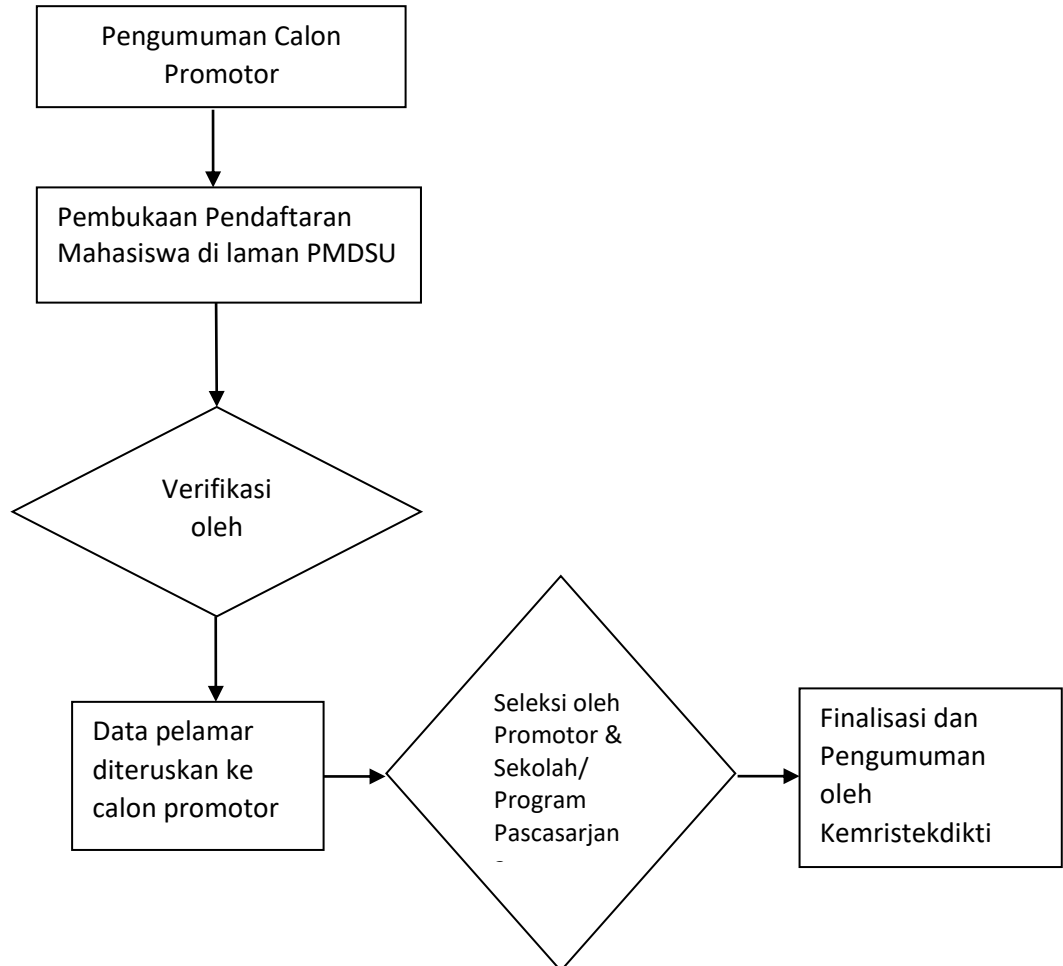 Pengumuman Calon
Promotor
Pembukaan Pendaftaran
Mahasiswa di laman PMDSU
Verifikasi
oleh
Data pelamar
diteruskan ke
calon promotor
Seleksi oleh
Promotor &
Sekolah/
Program
Pascasarjan
Finalisasi dan
Pengumuman
oleh
Kemristekdikti